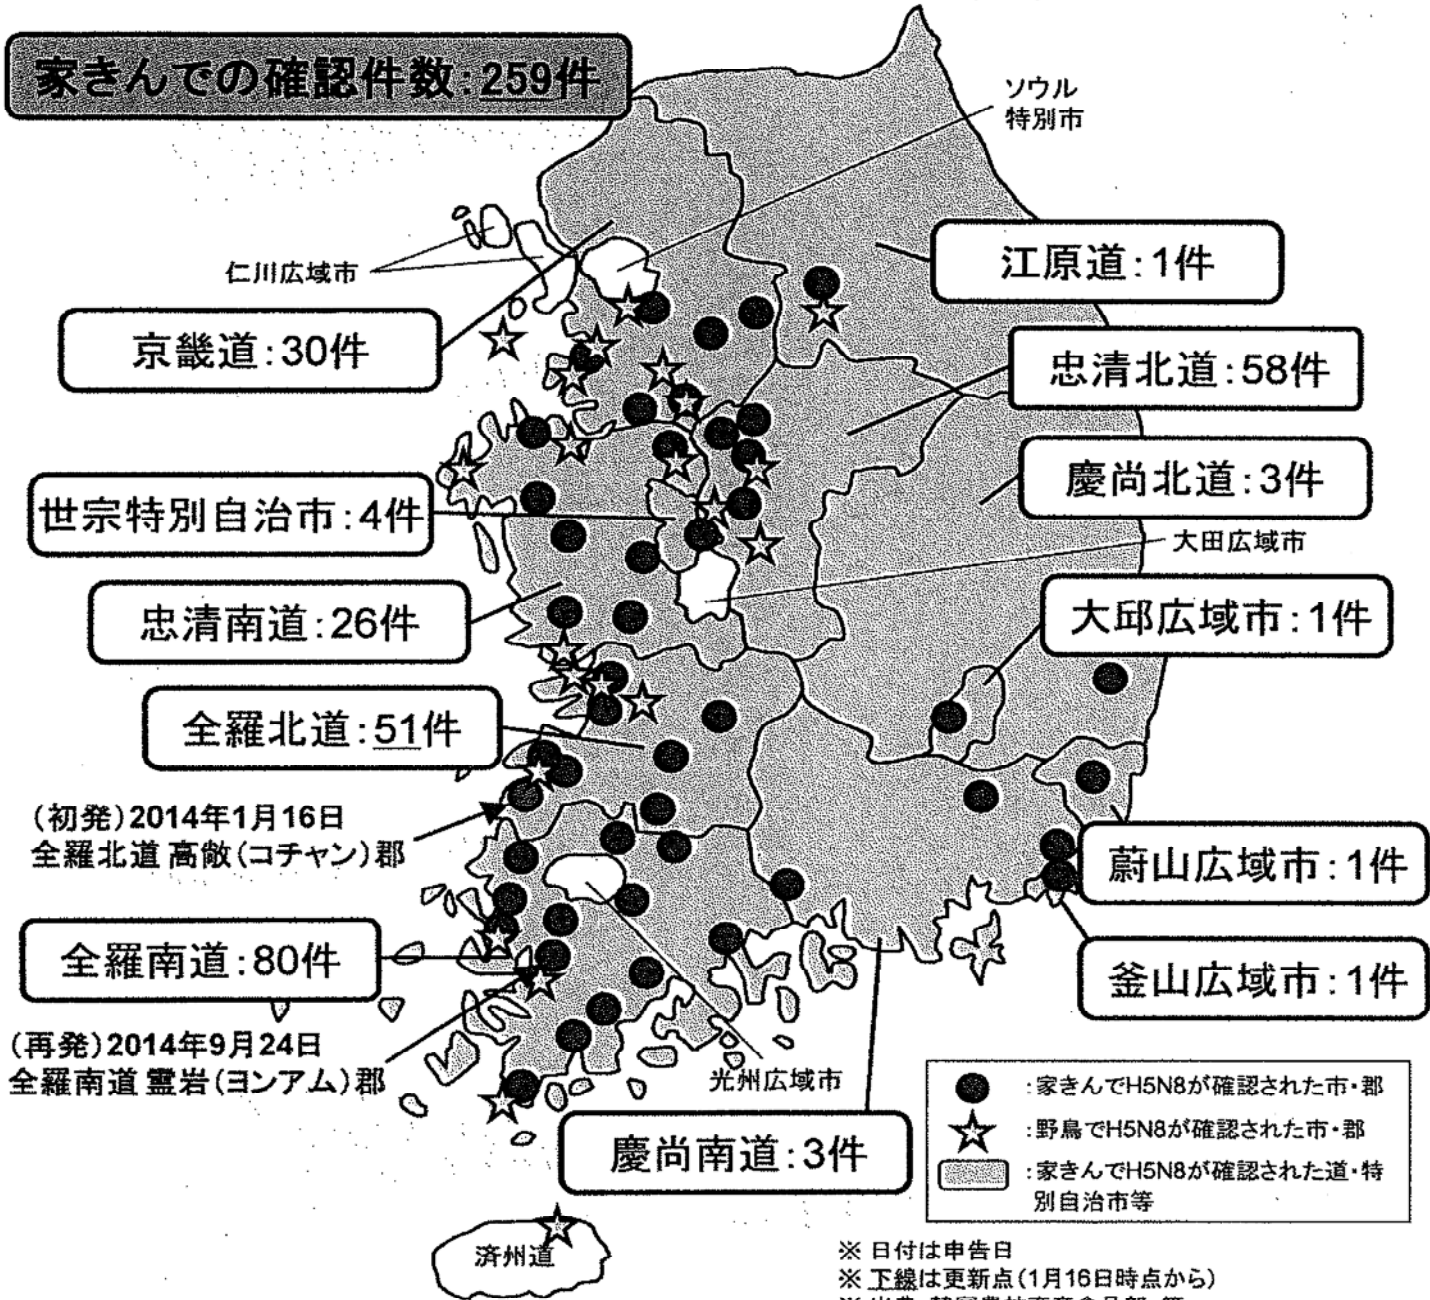 家きんでの確認件数:259件
ソウル
特別市
仁川広域市
江原道:1件
京畿道:30件
忠清北道:58件
慶尚北道:3件
世宗特別自治市:4件
大田広域市
忠清南道:26件
大邱広域市:1件
全羅北道:51件
(初発)2014年1月16日
全羅北道 高敞(コチャン)郡
蔚山広域市:1件
全羅南道:80件
釜山広域市:1件
(再発)2014年9月24日
全羅南道 霊岩(ヨンアム)郡
光州広域市
慶尚南道:3件
:家きんでH5N8が確認された市・郡
:野鳥でH5N8が確認された市・郡
:家きんでH5N8が確認された道・特
別自治市等
済州道
※ 日付は申告日
※ 下線は更新点(1月16日時点から)